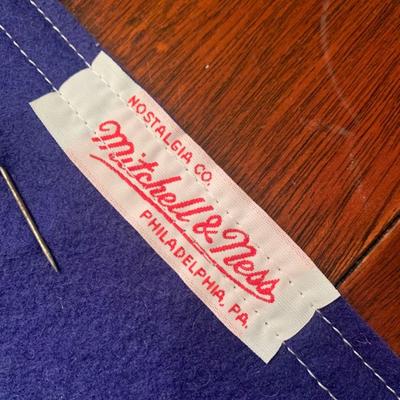 NOSTALGIA CO.
Mitchell & Ness
PHILADELPHIA, PA.